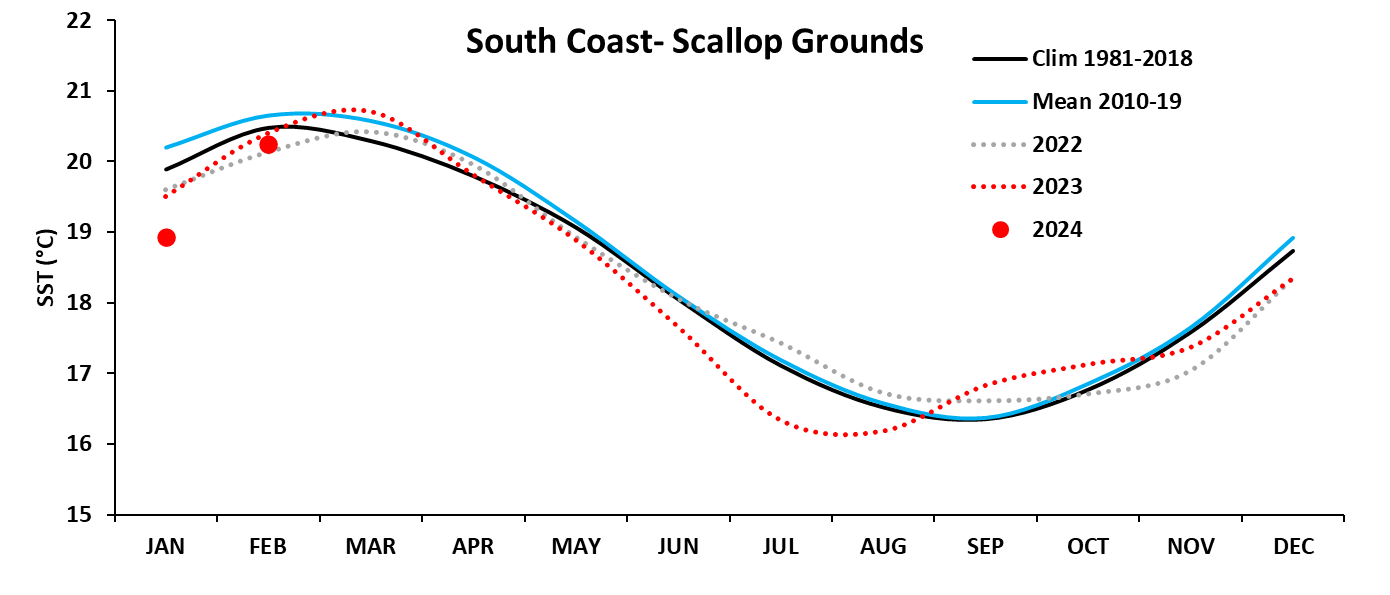 South Coast- Scallop Grounds
Clim 1981-2018
Mean 2010-19
2022
2023
2024
SST (°C)
22
21
20
19
18
17
16
15
JAN FEB MAR APR MAY JUN JUL AUG SEP OCT NOV DEC